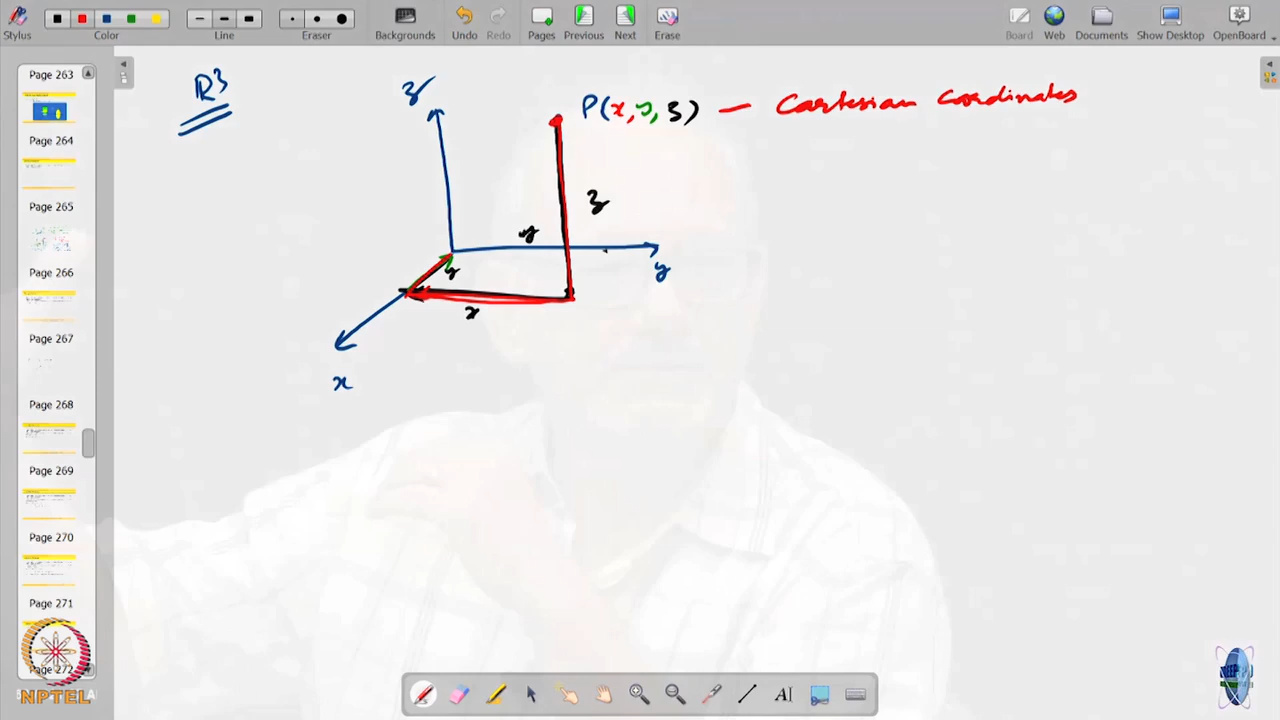 Stylus Color Line Eraser Backgrounds Undo Redo Pages Previous Next Erase Board Web Documents Show Desktop OpenBoard
Page 263
Page 264
Page 265
Page 266
Page 267
Page 268
Page 269
Page 270
Page 271
Page 272
NPTEL
R3
z
P(x, y, z) — Cartesian Coordinates
z
y
y
y
x
x